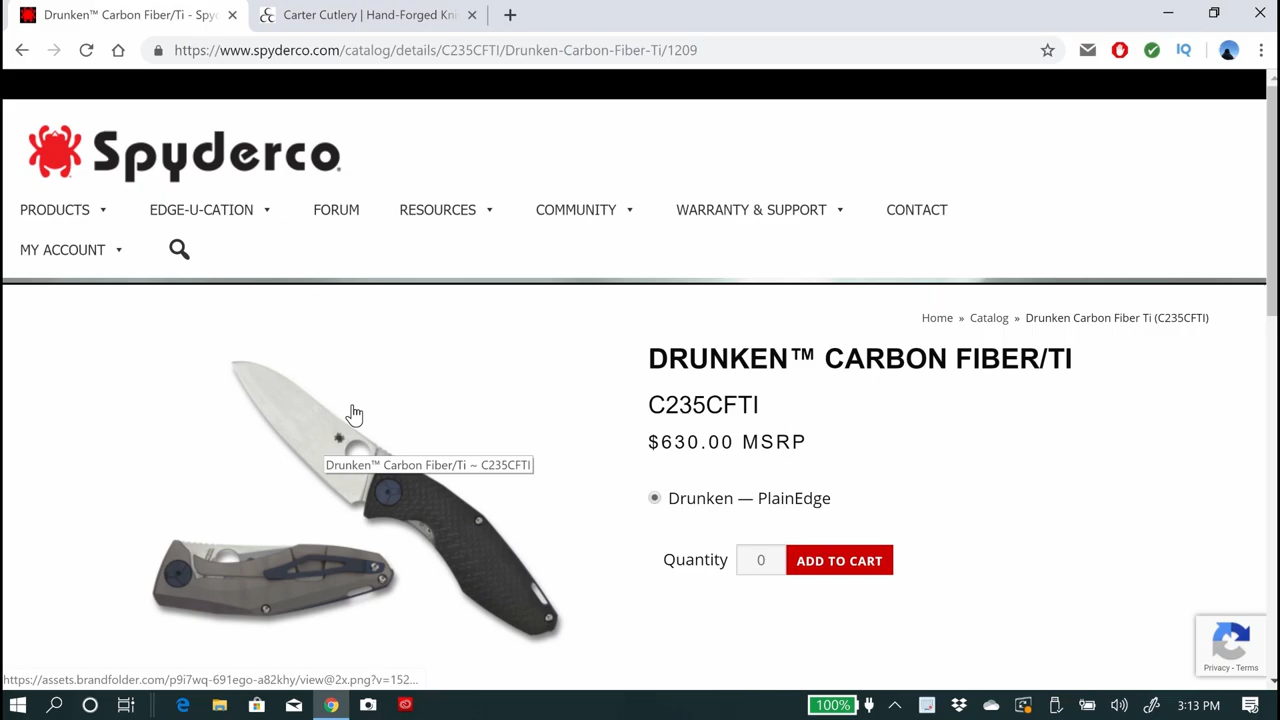 Drunken™ Carbon Fiber/Ti - Spy
Carter Cutlery | Hand-Forged Kni
https://www.spyderco.com/catalog/details/C235CFTI/Drunken-Carbon-Fiber-Ti/1209
IQ
Spyderco
PRODUCTS
EDGE-U-CATION
FORUM
RESOURCES
COMMUNITY
WARRANTY & SUPPORT
CONTACT
MY ACCOUNT
Home » Catalog » Drunken Carbon Fiber Ti (C235CFTI)
DRUNKEN™ CARBON FIBER/TI
C235CFTI
$630.00 MSRP
Drunken™ Carbon Fiber/Ti ~ C235CFTI
Drunken — PlainEdge
Quantity 0 ADD TO CART
Privacy - Terms
https://assets.brandfolder.com/p9i7wq-691ego-a82khy/view@2x.png?v=152...
100%
3:13 PM